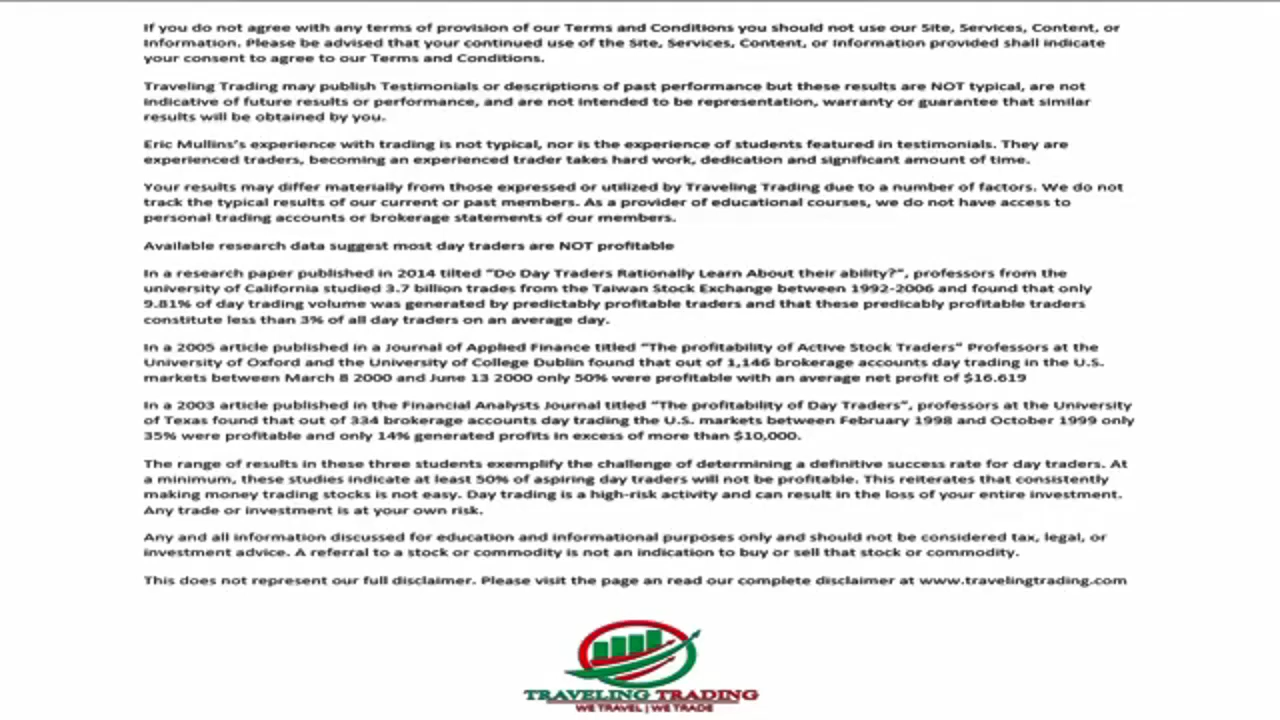 If you do not agree with any terms of provision of our Terms and Conditions you should not use our Site, Services, Content, or
Information. Please be advised that your continued use of the Site, Services, Content, or Information provided shall indicate
your consent to agree to our Terms and Conditions.
Traveling Trading may publish Testimonials or descriptions of past performance but these results are NOT typical, are not
indicative of future results or performance, and are not intended to be representation, warranty or guarantee that similar
results will be obtained by you.
Eric Mullins's experience with trading is not typical, nor is the experience of students featured in testimonials. They are
experienced traders, becoming an experienced trader takes hard work, dedication and significant amount of time.
Your results may differ materially from those expressed or utilized by Traveling Trading due to a number of factors. We do not
track the typical results of our current or past members. As a provider of educational courses, we do not have access to
personal trading accounts or brokerage statements of our members.
Available research data suggest most day traders are NOT profitable
In a research paper published in 2014 tilted "Do Day Traders Rationally Learn About their ability?", professors from the
university of California studied 3.7 billion trades from the Taiwan Stock Exchange between 1992-2006 and found that only
9.81% of day trading volume was generated by predictably profitable traders and that these predicably profitable traders
constitute less than 3% of all day traders on an average day.
In a 2005 article published in a Journal of Applied Finance titled "The profitability of Active Stock Traders" Professors at the
University of Oxford and the University of College Dublin found that out of 1,146 brokerage accounts day trading in the U.S.
markets between March 8 2000 and June 13 2000 only 50% were profitable with an average net profit of $16.619
In a 2003 article published in the Financial Analysts Journal titled "The profitability of Day Traders", professors at the University
of Texas found that out of 334 brokerage accounts day trading the U.S. markets between February 1998 and October 1999 only
35% were profitable and only 14% generated profits in excess of more than $10,000.
The range of results in these three students exemplify the challenge of determining a definitive success rate for day traders. At
a minimum, these studies indicate at least 50% of aspiring day traders will not be profitable. This reiterates that consistently
making money trading stocks is not easy. Day trading is a high-risk activity and can result in the loss of your entire investment.
Any trade or investment is at your own risk.
Any and all information discussed for education and informational purposes only and should not be considered tax, legal, or
investment advice. A referral to a stock or commodity is not an indication to buy or sell that stock or commodity.
This does not represent our full disclaimer. Please visit the page an read our complete disclaimer at www.travelingtrading.com
TRAVELING TRADING
WE TRAVEL | WE TRADE